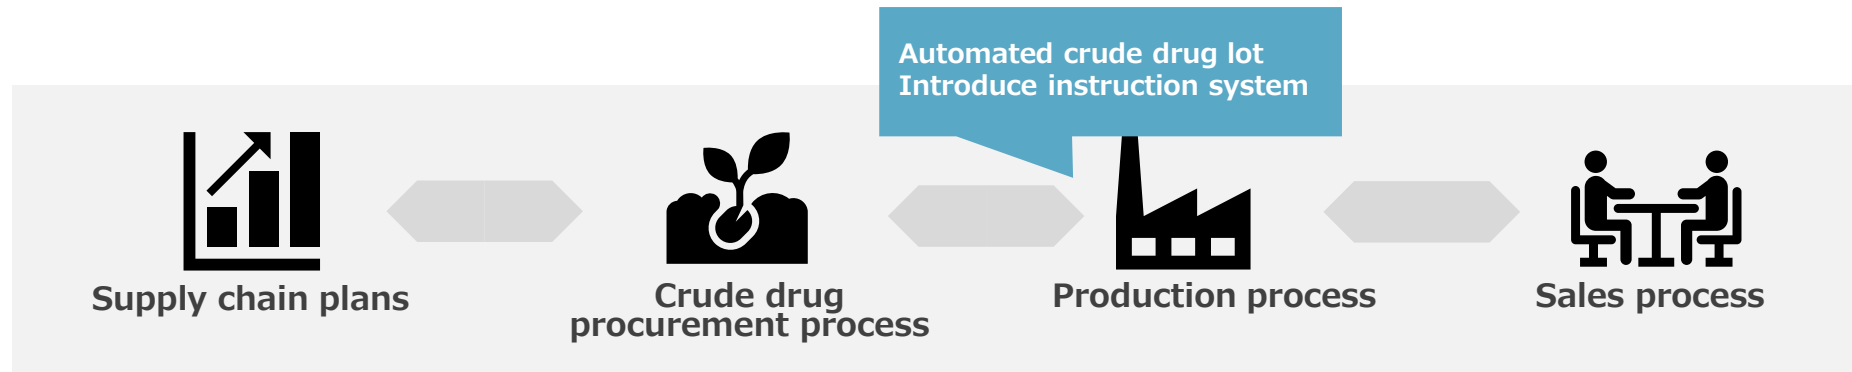 Automated crude drug lot
Introduce instruction system
Supply chain plans
Crude drug
procurement process
Production process
Sales process